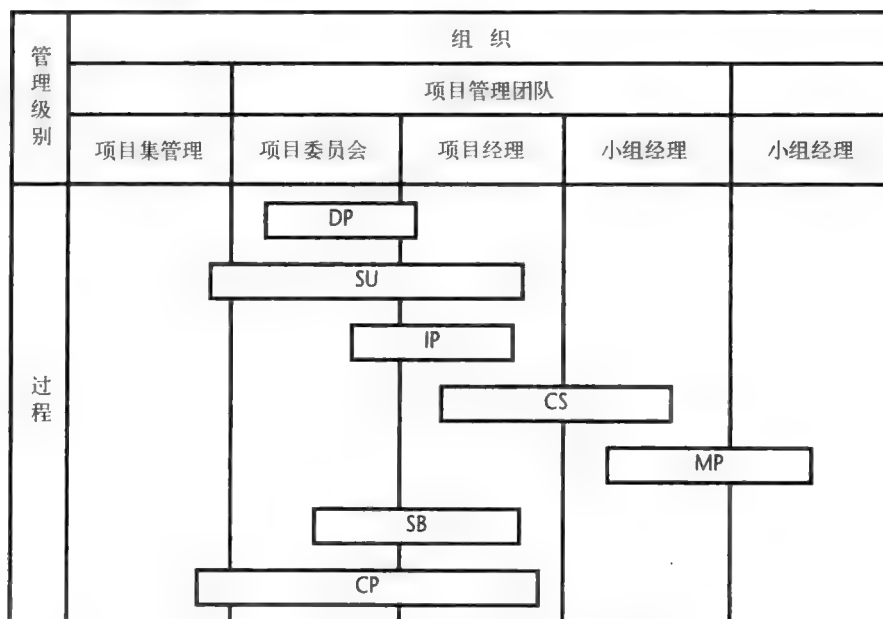 管理级别
组 织
项目管理团队
项目集管理 项目委员会 项目经理 小组经理 小组经理
过程
DP
SU
IP
CS
MP
SB
CP